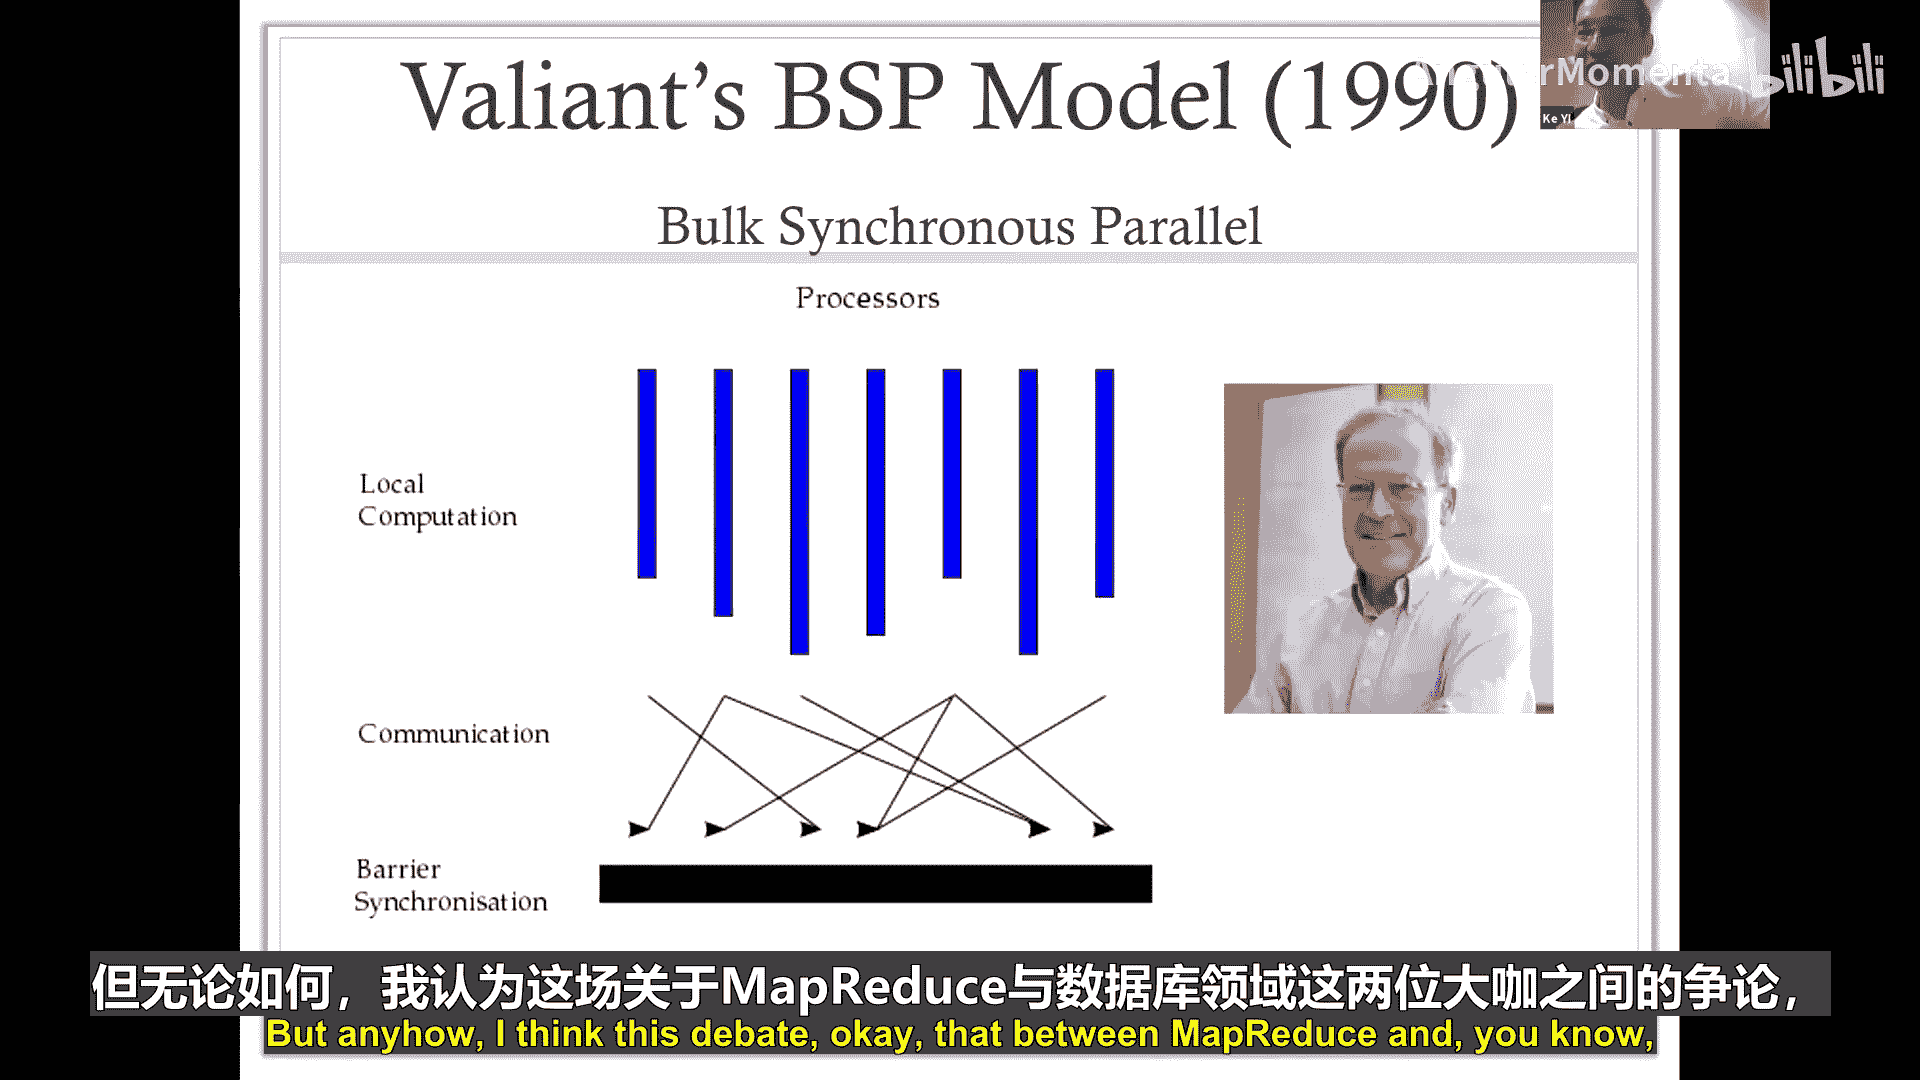 Valiant's BSP Model (1990)
bilibili
Ke YI
Bulk Synchronous Parallel
Processors
Local
Computation
Communication
Barrier
Synchronisation
但无论如何，我认为这场关于MapReduce与数据库领域这两位大咖之间的争论，
But anyhow, I think this debate, okay, that between MapReduce and, you know,